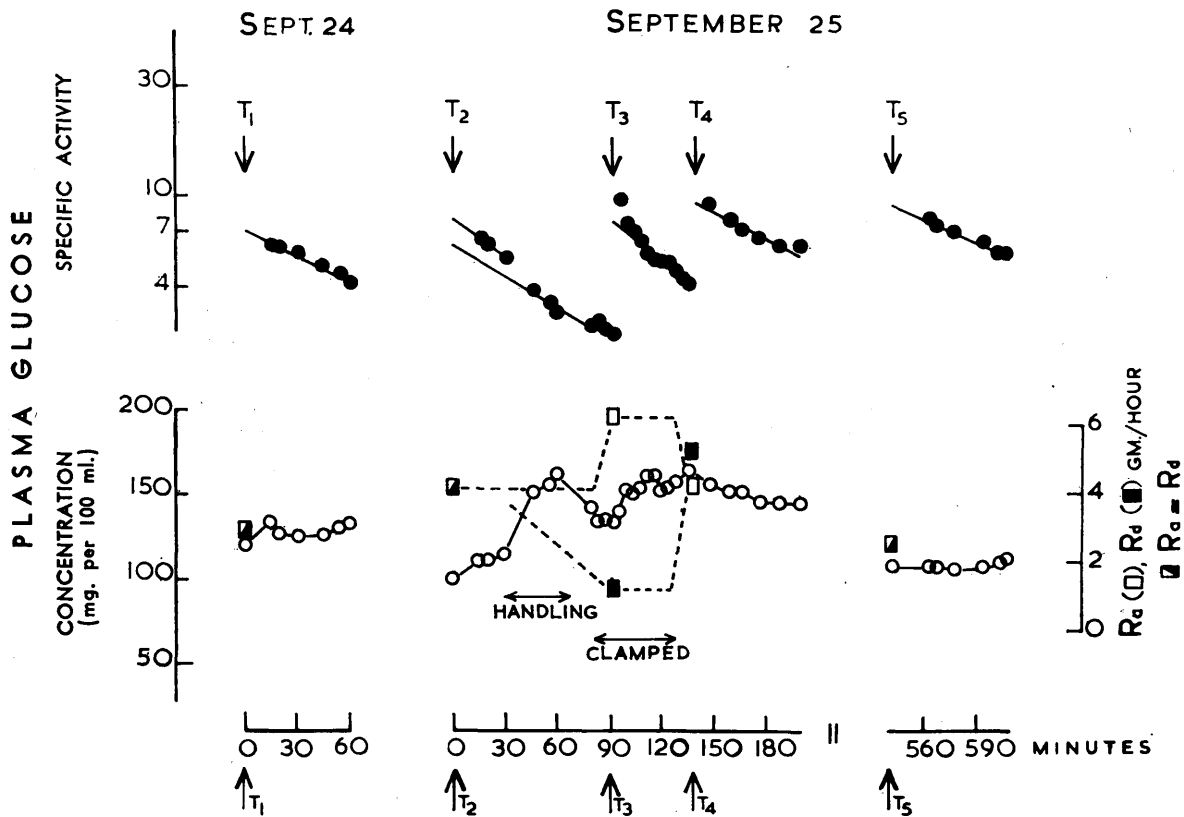 SEPT. 24
SEPTEMBER 25
PLASMA GLUCOSE
SPECIFIC ACTIVITY
30
10
7
4
T1
T2
T3
T4
T5
CONCENTRATION
(mg. per 100 ml.)
200
150
100
50
HANDLING
CLAMPED
6
4
2
0
Ra (□), Rd (■) GM./HOUR
◪ Ra = Rd
0 30 60
0 30 60 90 120 150 180
560 590 MINUTES
T1
T2
T3
T4
T5